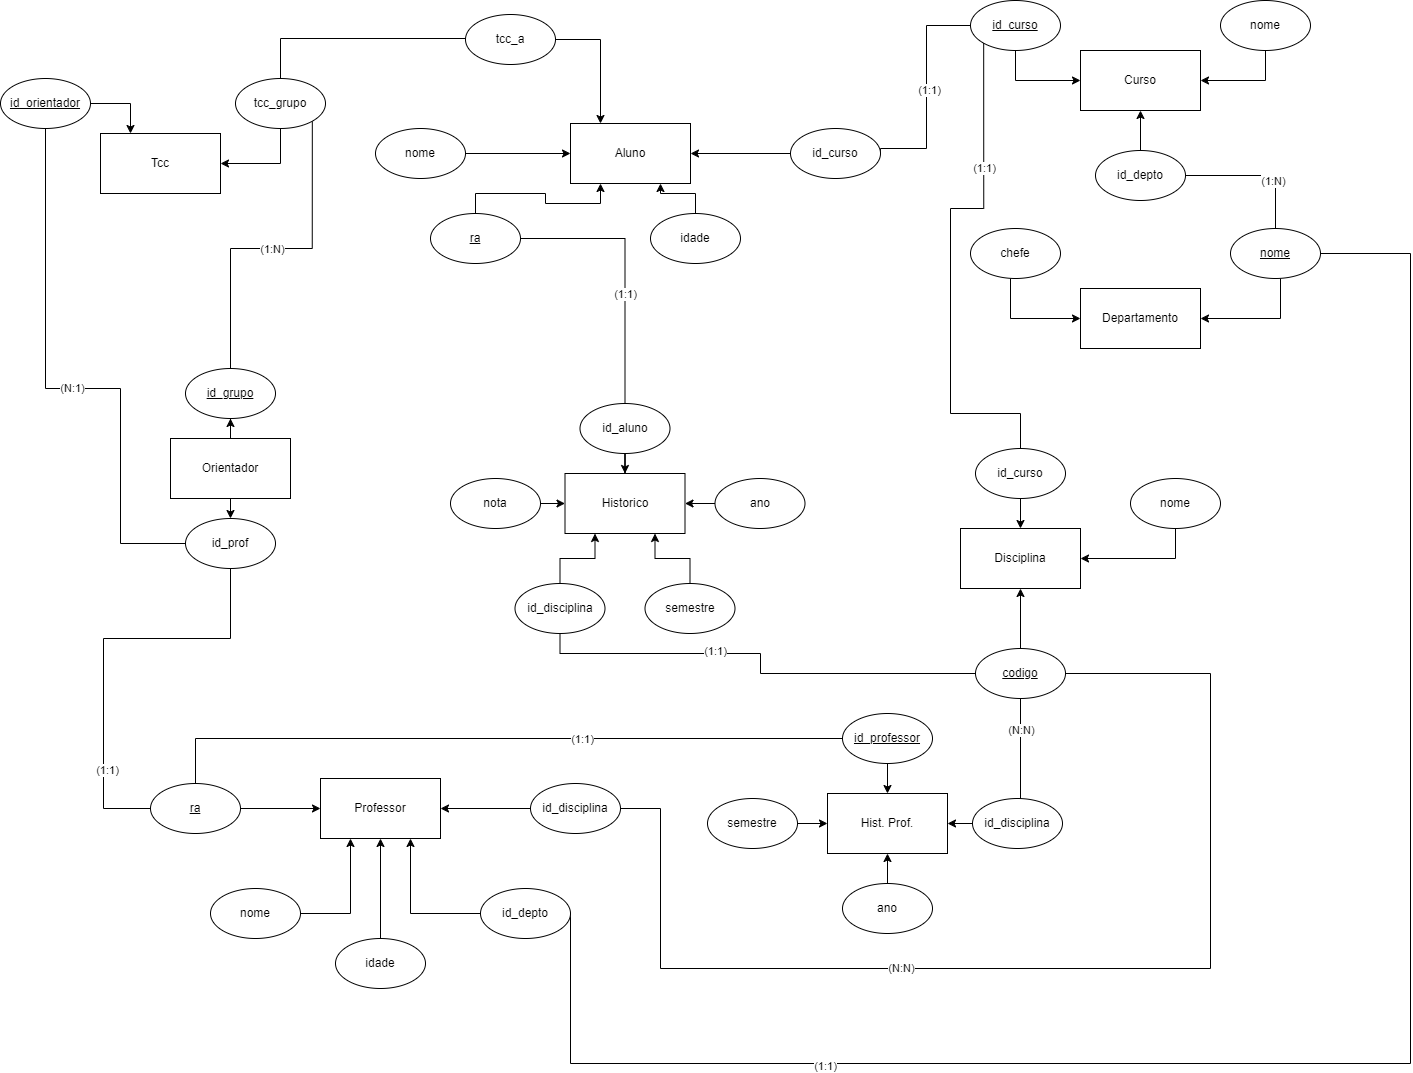 tcc_a
id_curso
nome
Curso
id_orientador
tcc_grupo
(1:1)
Tcc
nome
Aluno
id_curso
id_depto
(1:N)
(1:1)
ra
idade
(1:N)
chefe
nome
(1:1)
Departamento
(N:1)
id_grupo
id_aluno
Orientador
id_curso
nota
Historico
ano
nome
id_prof
Disciplina
id_disciplina
semestre
(1:1)
codigo
(N:N)
id_professor
(1:1)
(1:1)
ra
Professor
id_disciplina
semestre
Hist. Prof.
id_disciplina
nome
id_depto
ano
idade
(N:N)
(1:1)